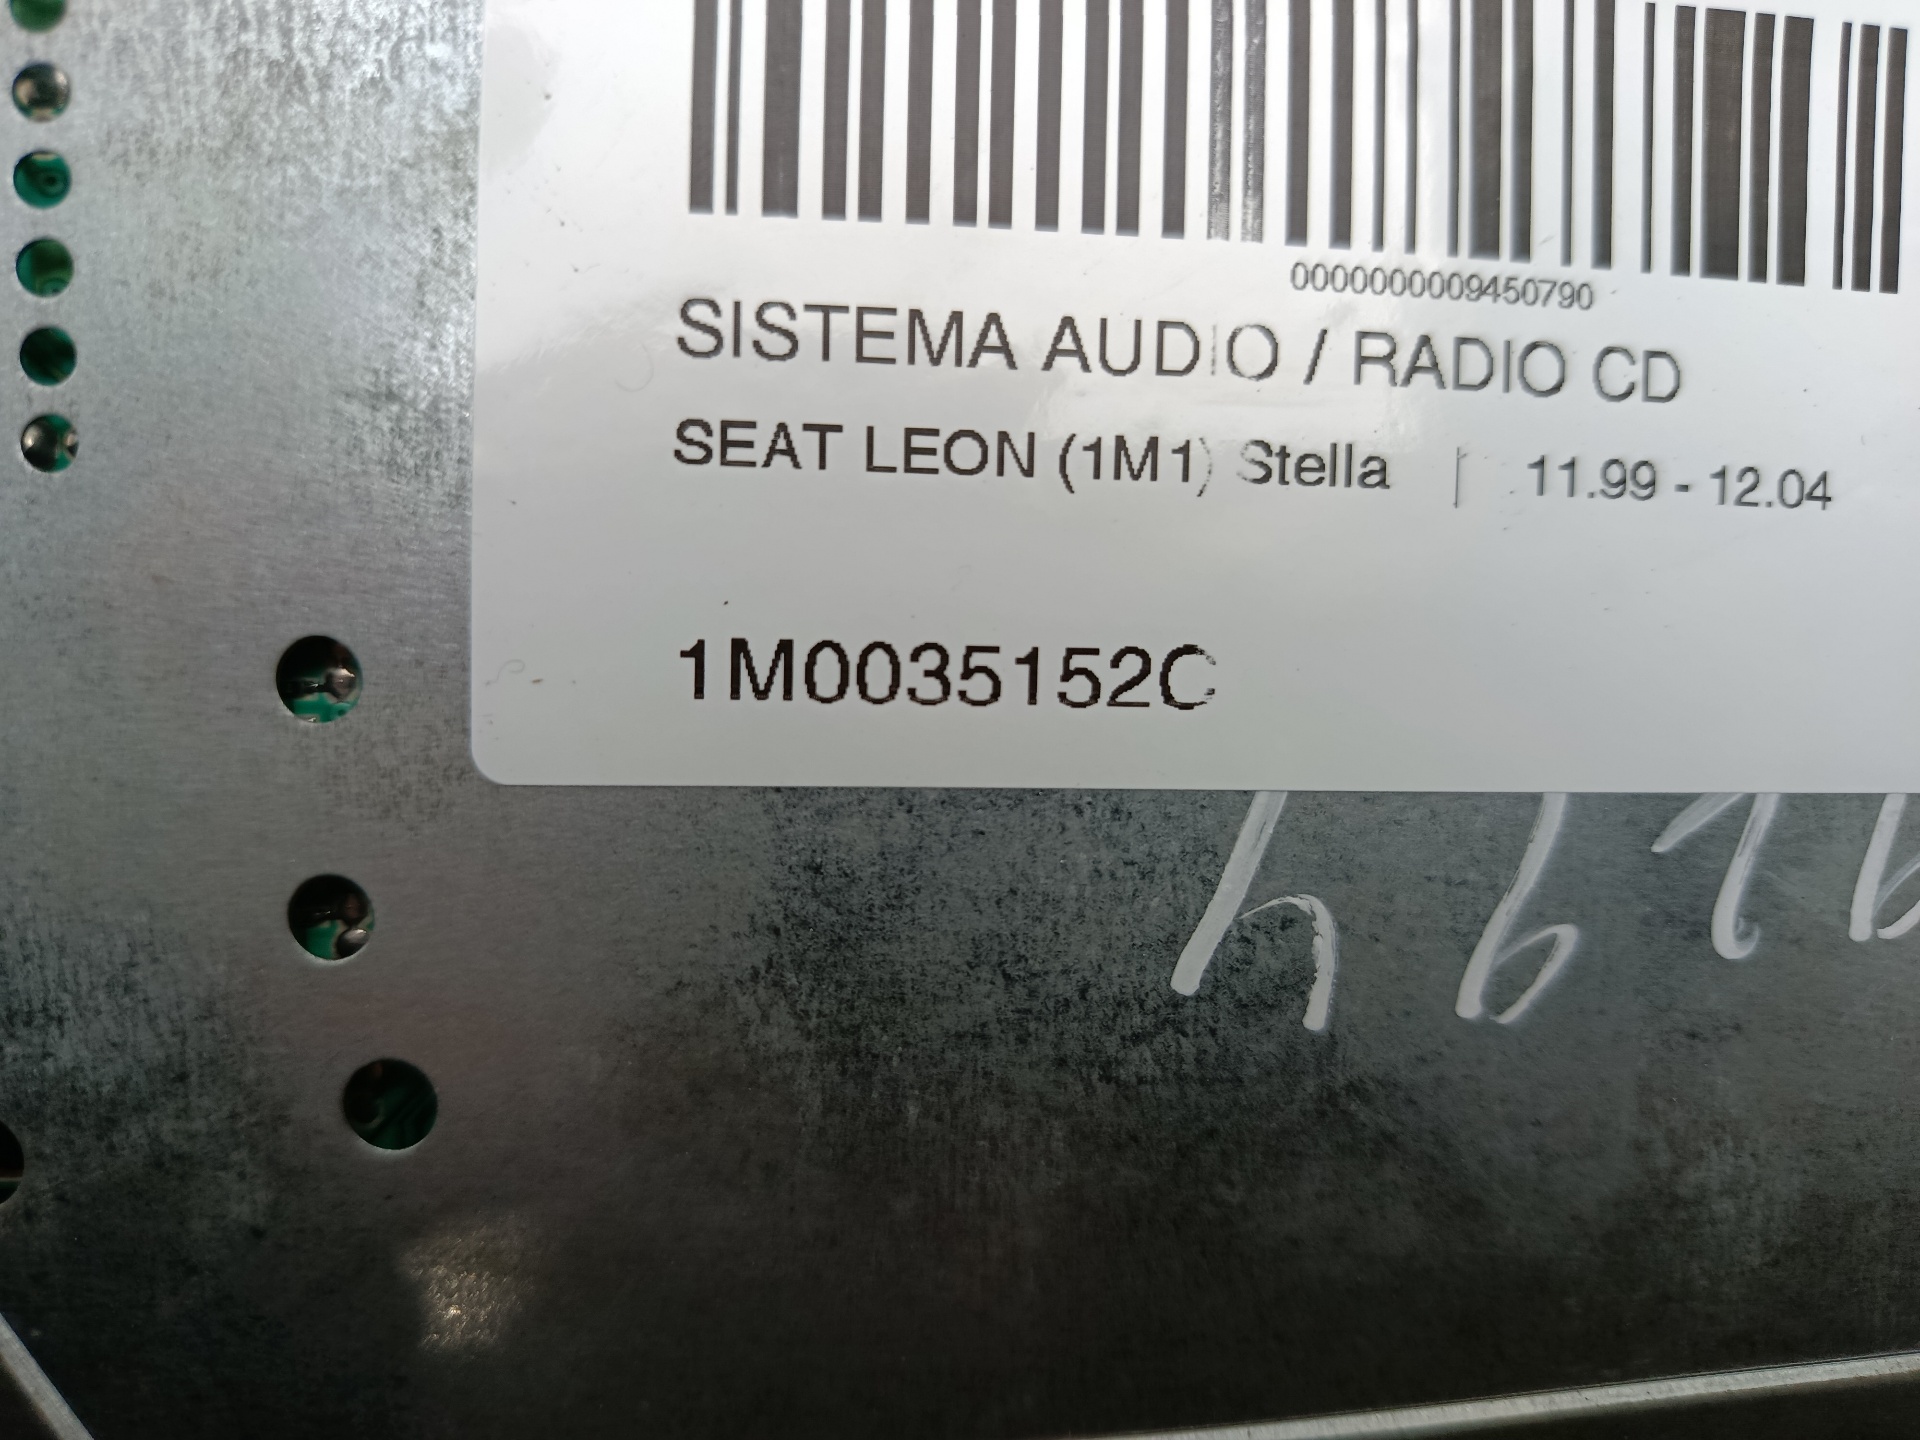 0000000009450790
SISTEMA AUDIO / RADIO CD
SEAT LEON (1M1) Stella | 11.99 - 12.04
1M0035152C